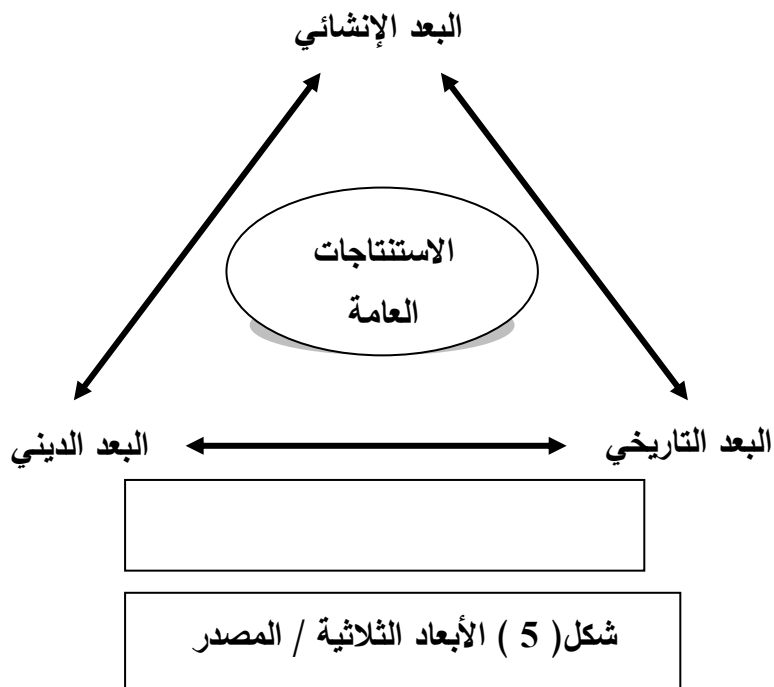 البعد الإنشائي
الاستنتاجات
العامة
البعد التاريخي
البعد الديني
شكل( 5 ) الأبعاد الثلاثية / المصدر